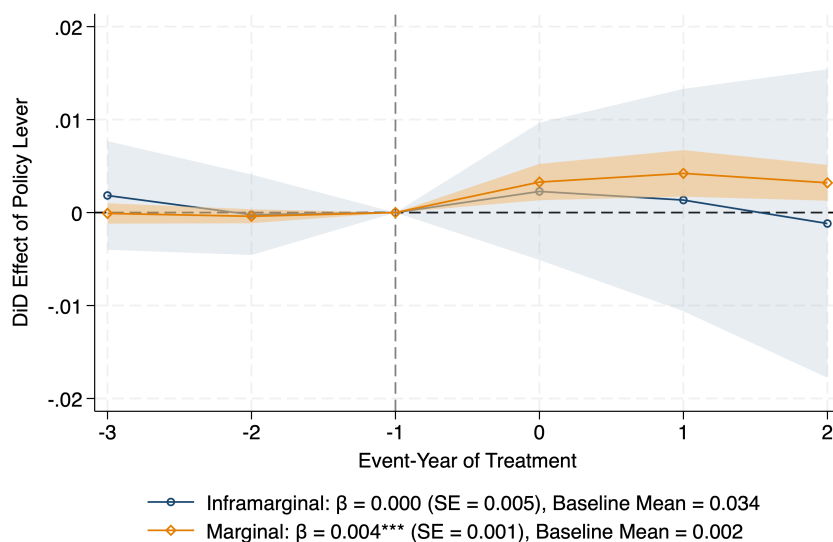 .02
.01
0
-.01
-.02
DiD Effect of Policy Lever
-3 -2 -1 0 1 2
Event-Year of Treatment
Inframarginal: β = 0.000 (SE = 0.005), Baseline Mean = 0.034
Marginal: β = 0.004*** (SE = 0.001), Baseline Mean = 0.002